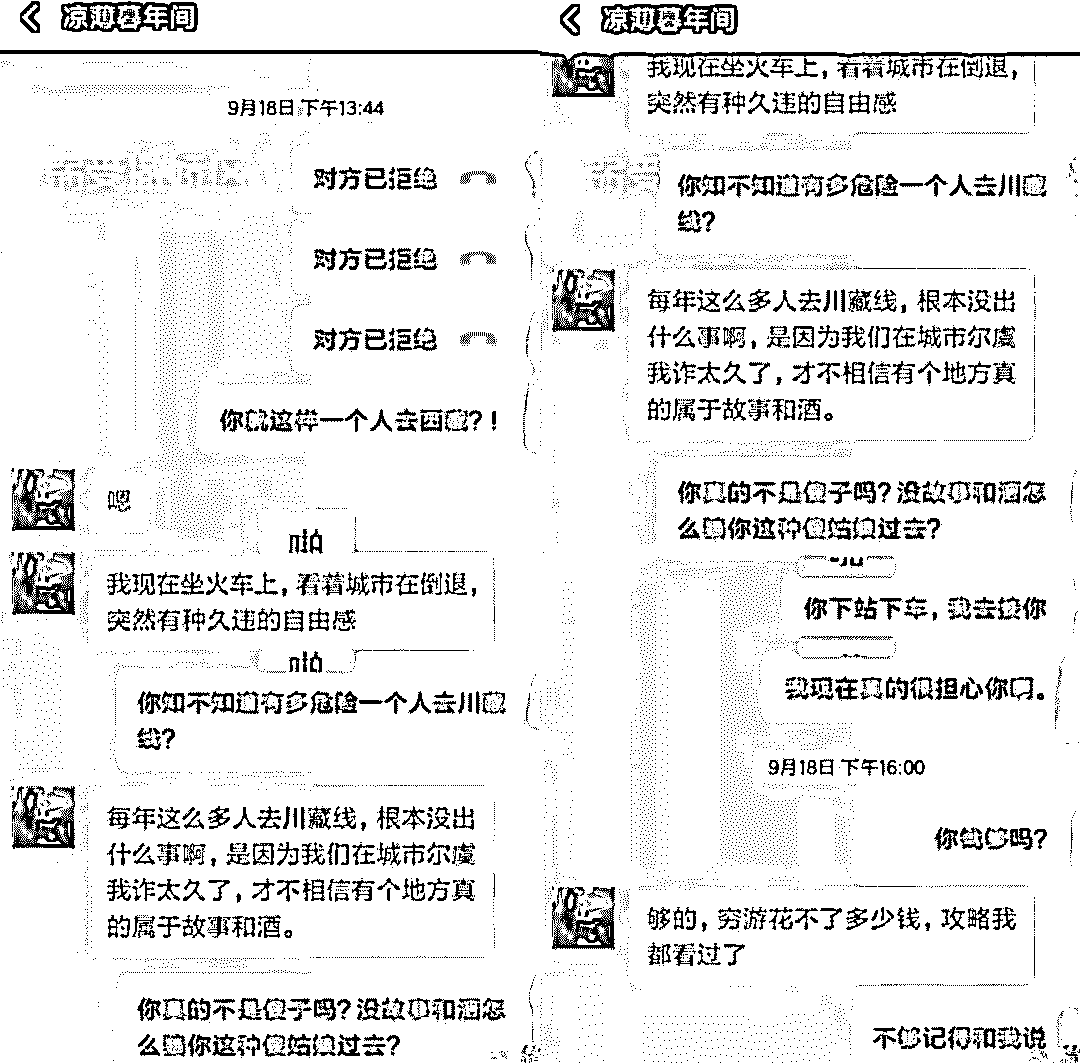 凉薄暮年间
9月18日 下午13:44
对方已拒绝
对方已拒绝
对方已拒绝
你就这样一个人去西藏？！
嗯
我现在坐火车上，看着城市在倒退，
突然有种久违的自由感
你知不知道有多危险一个人去川藏
线？
每年这么多人去川藏线，根本没出
什么事啊，是因为我们在城市尔虞
我诈太久了，才不相信有个地方真
的属于故事和酒。
你真的不是傻子吗？没故事和酒怎
么骗你这种傻姑娘过去？
凉薄暮年间
我现在坐火车上，看着城市在倒退，
突然有种久违的自由感
你知不知道有多危险一个人去川藏
线？
每年这么多人去川藏线，根本没出
什么事啊，是因为我们在城市尔虞
我诈太久了，才不相信有个地方真
的属于故事和酒。
你真的不是傻子吗？没故事和酒怎
么骗你这种傻姑娘过去？
你下站下车，我去接你
我现在真的很担心你啊。
9月18日 下午16:00
你钱够吗？
够的，穷游花不了多少钱，攻略我
都看过了
不够记得和我说